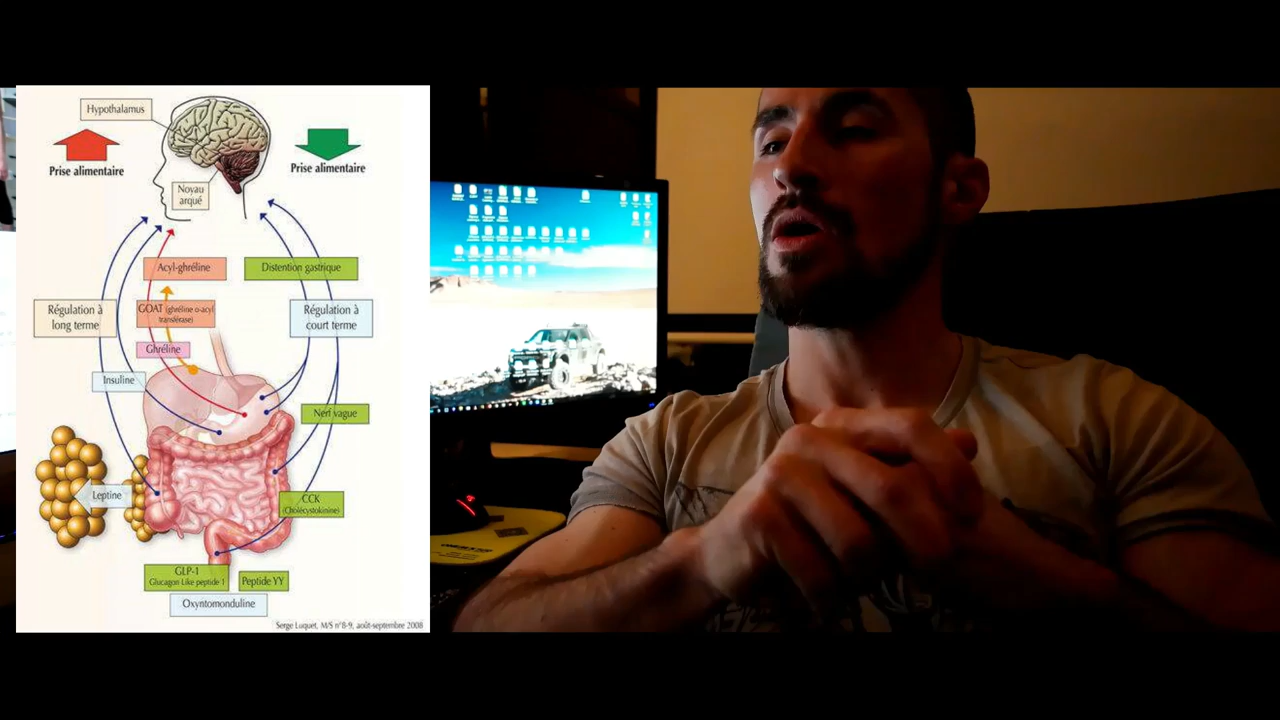 Hypothalamus
Prise alimentaire
Prise alimentaire
Noyau
arqué
Acyl-ghréline
Distention gastrique
Régulation à
long terme
GOAT (ghréline o-acyl
transférase)
Régulation à
court terme
Ghréline
Insuline
Nerf vague
Leptine
CCK
(Cholécystokinine)
GLP-1
Glucagon Like peptide 1
Peptide YY
Oxyntomonduline
Serge Luquet, M/S n°8-9, août-septembre 2008